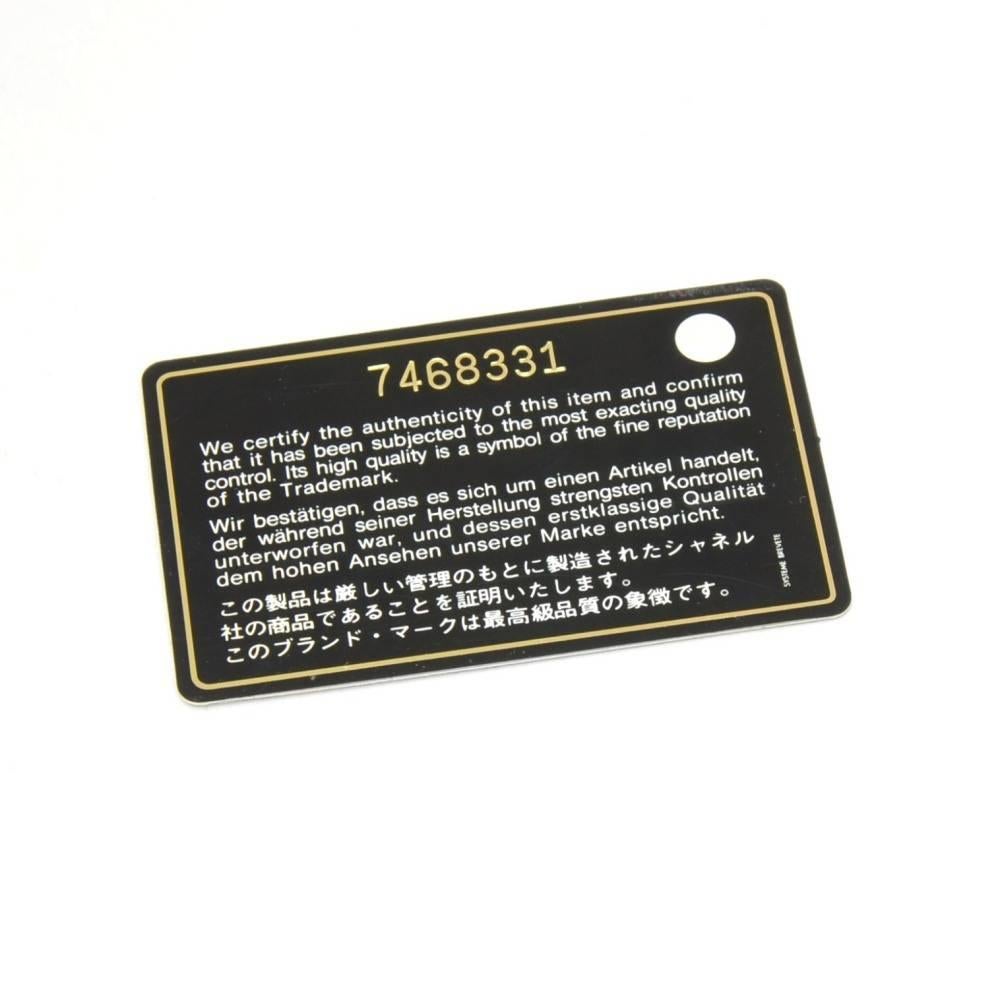 7468331
We certify the authenticity of this item and confirm
that it has been subjected to the most exacting quality
control. Its high quality is a symbol of the fine reputation
of the Trademark.
Wir bestätigen, dass es sich um einen Artikel handelt,
der während seiner Herstellung strengsten Kontrollen
unterworfen war, und dessen erstklassige Qualität
dem hohen Ansehen unserer Marke entspricht.
この製品は厳しい管理のもとに製造されたシャネル
社の商品であることを証明いたします。
このブランド・マークは最高級品質の象徴です。
SYSTEME BREVETE